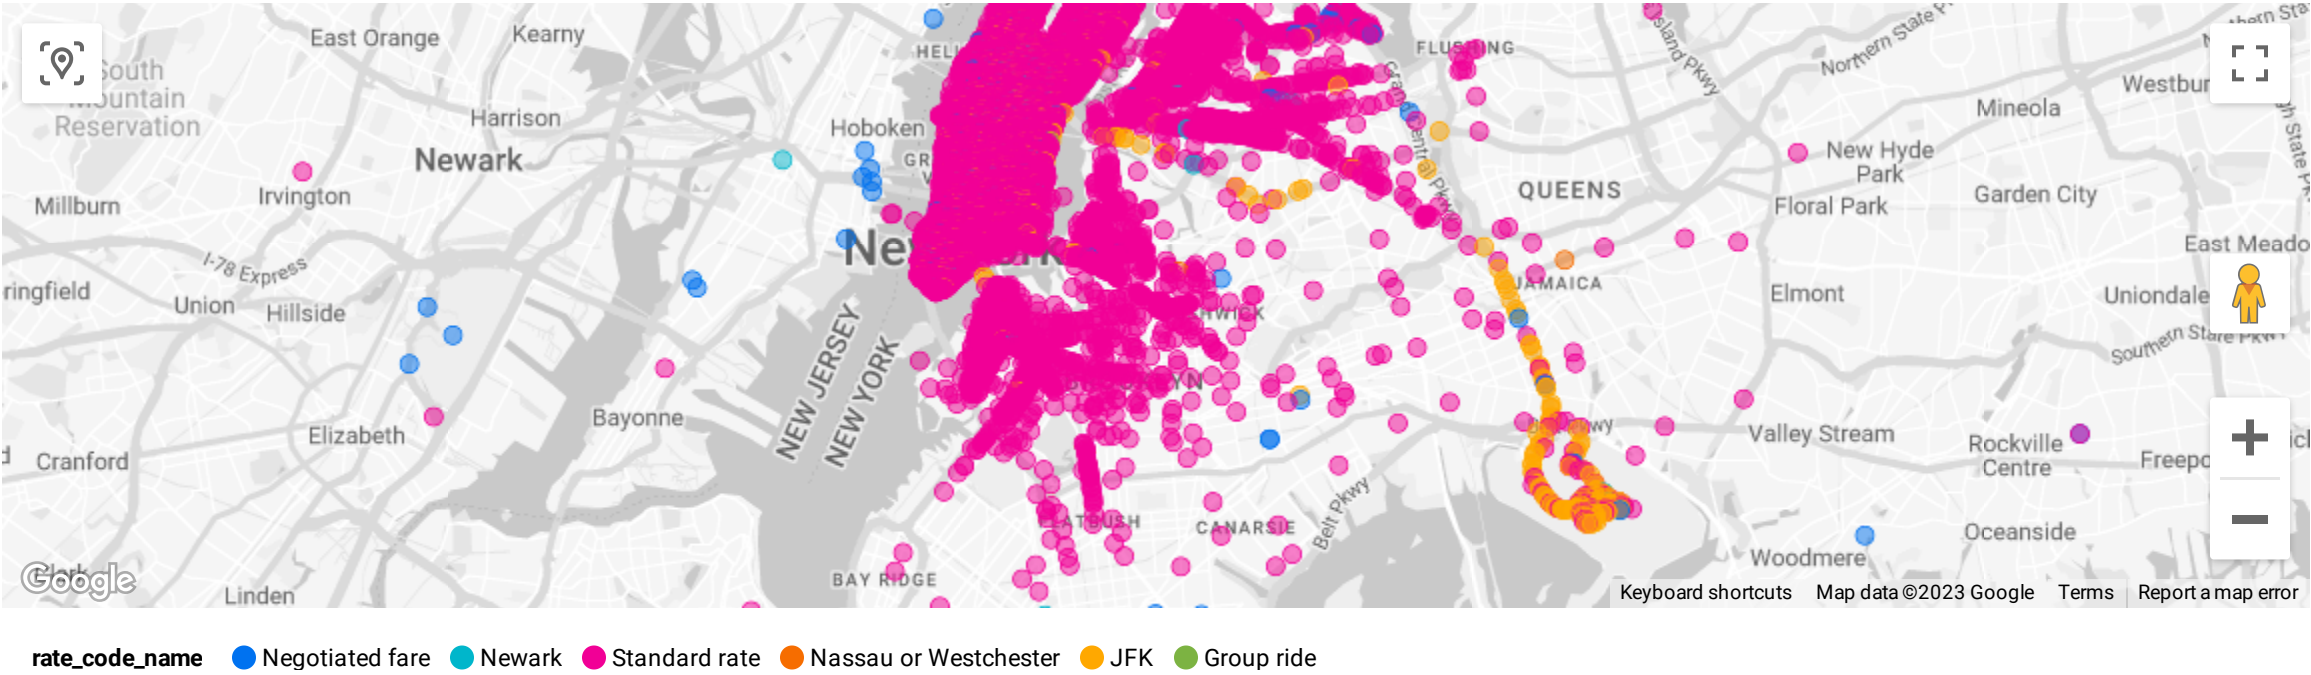 East Orange
Kearny
South
Mountain
Reservation
Harrison
Newark
Irvington
Millburn
I-78 Express
Union
Hillside
Elizabeth
Cranford
Linden
Bayonne
Hoboken
NEW JERSEY
NEW YORK
BAY RIDGE
CANARSIE
Belt Pkwy
FLUSHING
QUEENS
JAMAICA
Northern State P
New Hyde
Park
Floral Park
Garden City
Mineola
Westbur
East Meado
Elmont
Uniondale
Southern State Pkwy
Valley Stream
Rockville
Centre
Freepo
Woodmere
Oceanside
Google
Keyboard shortcuts Map data ©2023 Google Terms Report a map error
rate_code_name Negotiated fare Newark Standard rate Nassau or Westchester JFK Group ride